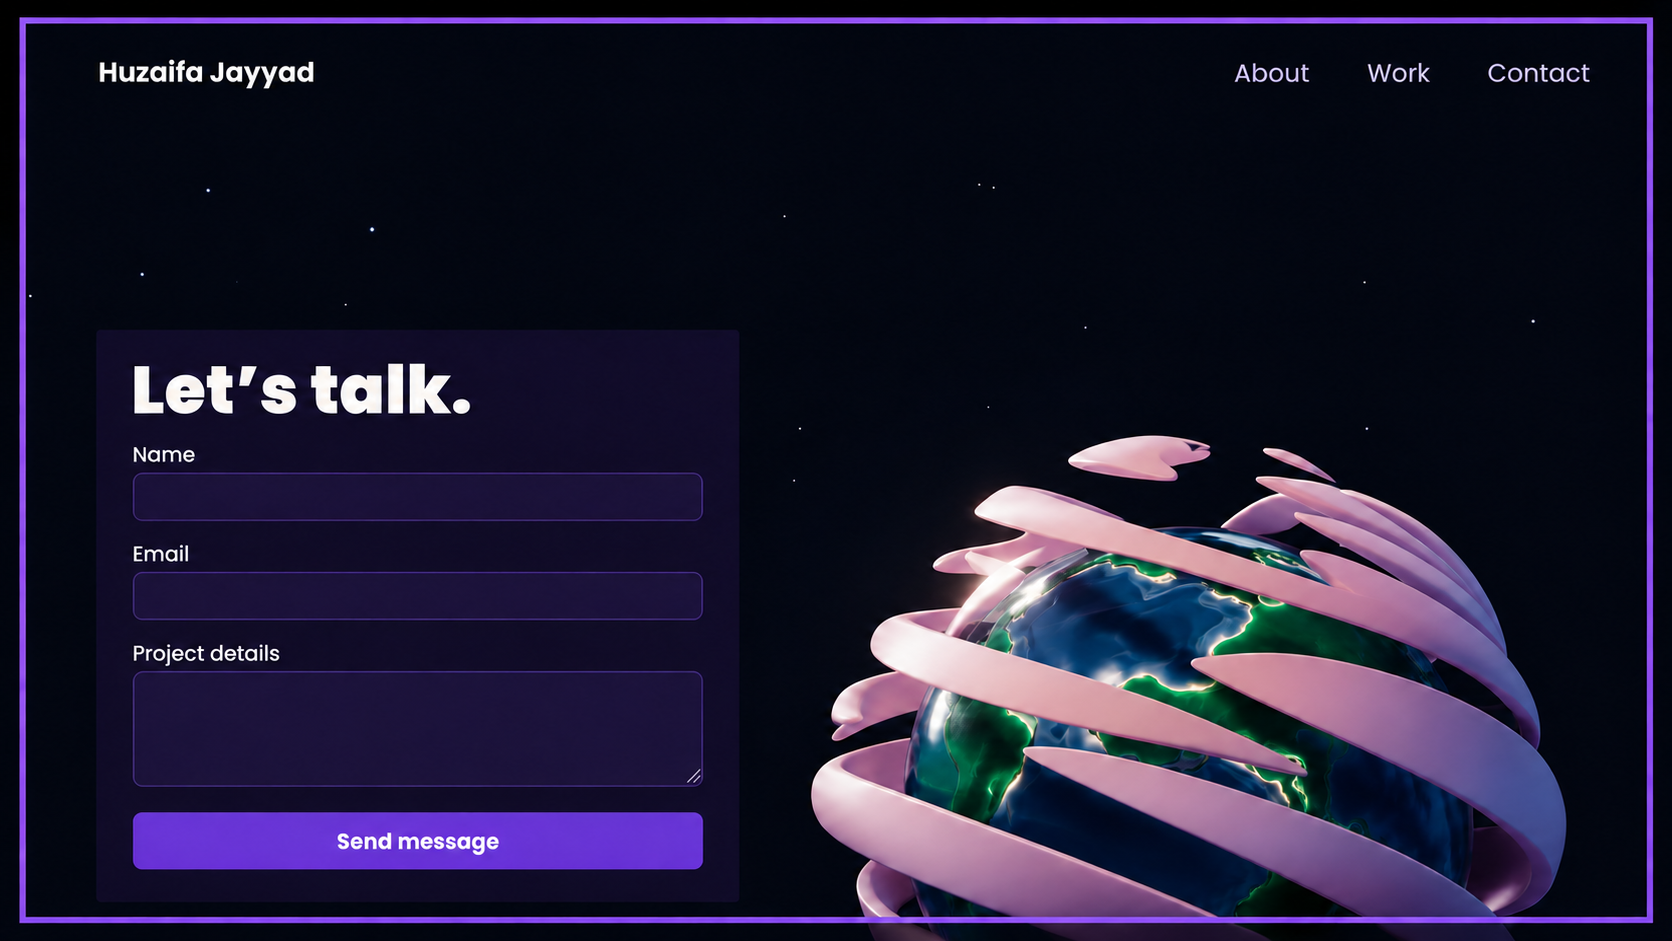 Huzaifa Jayyad
About
Work
Contact
Let’s talk.
Name
Email
Project details
Send message